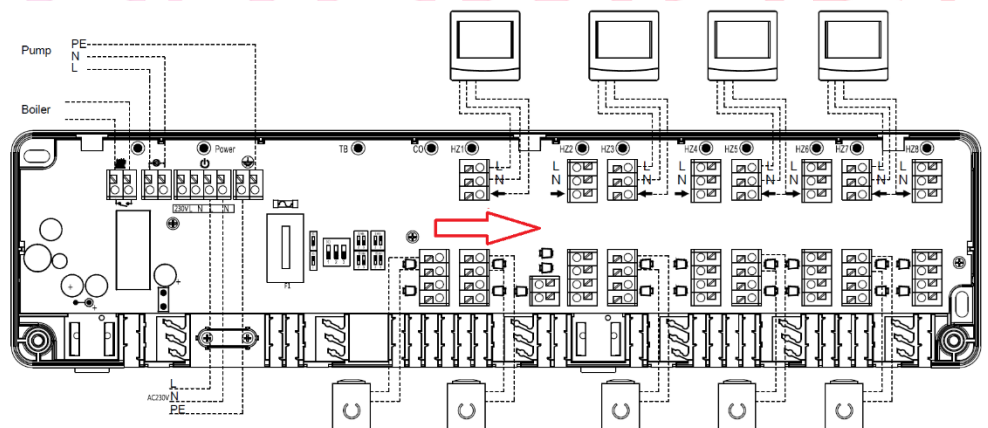 Pump PE
N
L
Boiler
Power TB CO HZ1 HZ2 HZ3 HZ4 HZ5 HZ6 HZ7 HZ8
L L L L L L L L
N N N N N N N N
230V L N N
F1
L
AC230V N
PE